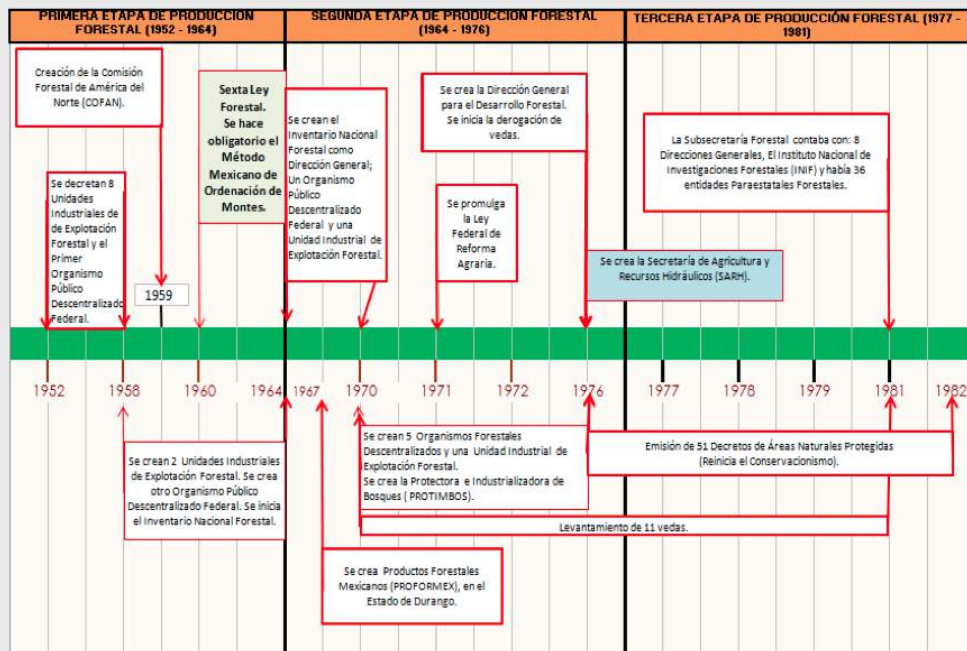 PRIMERA ETAPA DE PRODUCCION
FORESTAL (1952 - 1964)
SEGUNDA ETAPA DE PRODUCCION FORESTAL
(1964 - 1976)
TERCERA ETAPA DE PRODUCCIÓN FORESTAL (1977 -
1981)
Creación de la Comisión
Forestal de América del
Norte (COFAN).
Se decretan 8
Unidades
Industriales de
Explotación
Forestal y el
Primer
Organismo
Público
Descentralizado
Federal.
1959
Sexta Ley
Forestal.
Se hace
obligatorio el
Método
Mexicano de
Ordenación de
Montes.
Se crean el
Inventario Nacional
Forestal como
Dirección General;
Un Organismo
Público
Descentralizado
Federal y una
Unidad Industrial de
Explotación Forestal.
Se crea la Dirección General
para el Desarrollo Forestal.
Se inicia la derogación de
vedas.
Se promulga
la Ley
Federal de
Reforma
Agraria.
Se crea la Secretaría de Agricultura y
Recursos Hidráulicos (SARH).
La Subsecretaría Forestal contaba con: 8
Direcciones Generales, El Instituto Nacional de
Investigaciones Forestales (INIF) y había 36
entidades Paraestatales Forestales.
1952 1958 1960 1964 1967 1970 1971 1972 1976 1977 1978 1979 1981 1982
Se crean 2 Unidades Industriales
de Explotación Forestal. Se crea
otro Organismo Público
Descentralizado Federal. Se inicia
el Inventario Nacional Forestal.
Se crean 5 Organismos Forestales
Descentralizados y una Unidad Industrial de
Explotación Forestal.
Se crea la Protectora e Industrializadora de
Bosques ( PROTIMBOS).
Emisión de 51 Decretos de Áreas Naturales Protegidas
(Reinicia el Conservacionismo).
Levantamiento de 11 vedas.
Se crea Productos Forestales
Mexicanos (PROFORMEX), en el
Estado de Durango.